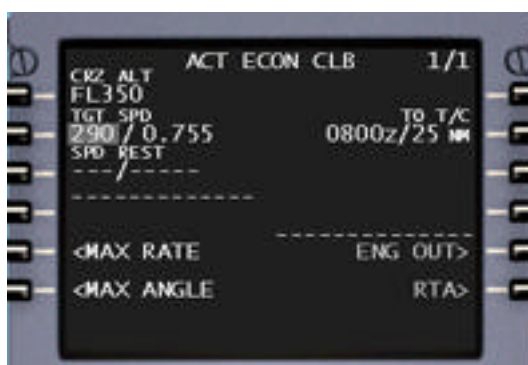 ACT ECON CLB 1/1
CRZ ALT
FL350
TGT SPD TO T/C
290/0.755 0800z/25 NM
SPD REST
---/-----
<MAX RATE ENG OUT>
<MAX ANGLE RTA>